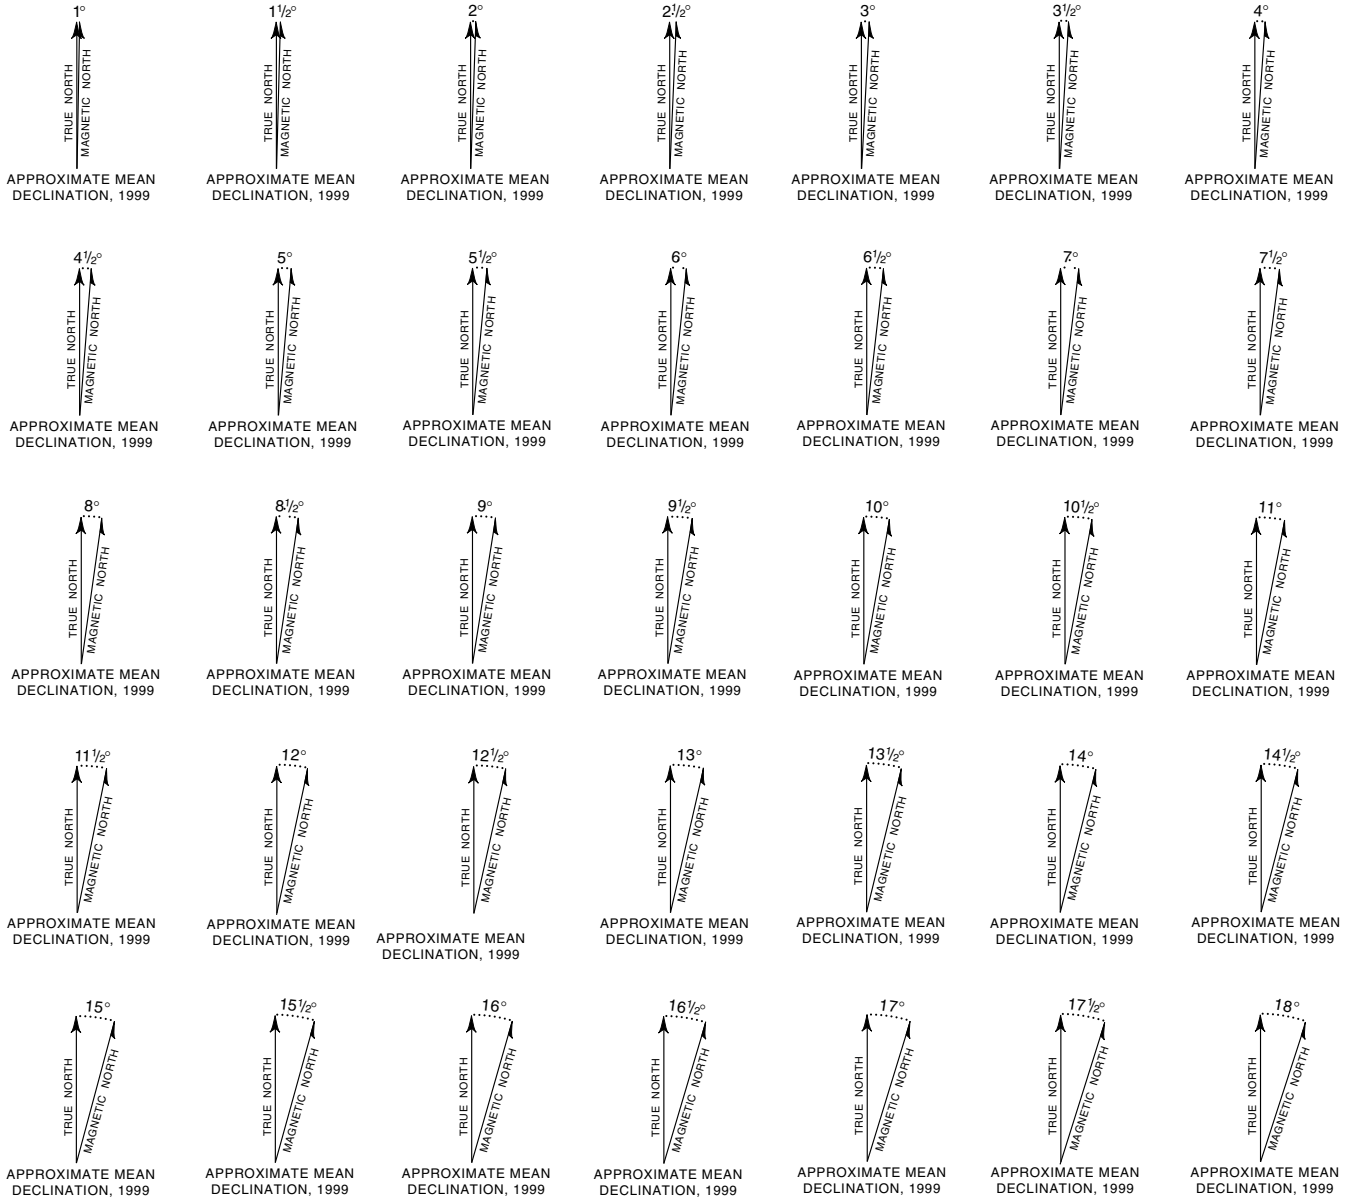 1° 1½° 2° 2½° 3° 3½° 4°
TRUE NORTH MAGNETIC NORTH TRUE NORTH MAGNETIC NORTH TRUE NORTH MAGNETIC NORTH TRUE NORTH MAGNETIC NORTH TRUE NORTH MAGNETIC NORTH TRUE NORTH MAGNETIC NORTH TRUE NORTH MAGNETIC NORTH
APPROXIMATE MEAN APPROXIMATE MEAN APPROXIMATE MEAN APPROXIMATE MEAN APPROXIMATE MEAN APPROXIMATE MEAN APPROXIMATE MEAN
DECLINATION, 1999 DECLINATION, 1999 DECLINATION, 1999 DECLINATION, 1999 DECLINATION, 1999 DECLINATION, 1999 DECLINATION, 1999
4½° 5° 5½° 6° 6½° 7° 7½°
TRUE NORTH MAGNETIC NORTH TRUE NORTH MAGNETIC NORTH TRUE NORTH MAGNETIC NORTH TRUE NORTH MAGNETIC NORTH TRUE NORTH MAGNETIC NORTH TRUE NORTH MAGNETIC NORTH TRUE NORTH MAGNETIC NORTH
APPROXIMATE MEAN APPROXIMATE MEAN APPROXIMATE MEAN APPROXIMATE MEAN APPROXIMATE MEAN APPROXIMATE MEAN APPROXIMATE MEAN
DECLINATION, 1999 DECLINATION, 1999 DECLINATION, 1999 DECLINATION, 1999 DECLINATION, 1999 DECLINATION, 1999 DECLINATION, 1999
8° 8½° 9° 9½° 10° 10½° 11°
TRUE NORTH MAGNETIC NORTH TRUE NORTH MAGNETIC NORTH TRUE NORTH MAGNETIC NORTH TRUE NORTH MAGNETIC NORTH TRUE NORTH MAGNETIC NORTH TRUE NORTH MAGNETIC NORTH TRUE NORTH MAGNETIC NORTH
APPROXIMATE MEAN APPROXIMATE MEAN APPROXIMATE MEAN APPROXIMATE MEAN APPROXIMATE MEAN APPROXIMATE MEAN APPROXIMATE MEAN
DECLINATION, 1999 DECLINATION, 1999 DECLINATION, 1999 DECLINATION, 1999 DECLINATION, 1999 DECLINATION, 1999 DECLINATION, 1999
11½° 12° 12½° 13° 13½° 14° 14½°
TRUE NORTH MAGNETIC NORTH TRUE NORTH MAGNETIC NORTH TRUE NORTH MAGNETIC NORTH TRUE NORTH MAGNETIC NORTH TRUE NORTH MAGNETIC NORTH TRUE NORTH MAGNETIC NORTH TRUE NORTH MAGNETIC NORTH
APPROXIMATE MEAN APPROXIMATE MEAN APPROXIMATE MEAN APPROXIMATE MEAN APPROXIMATE MEAN APPROXIMATE MEAN APPROXIMATE MEAN
DECLINATION, 1999 DECLINATION, 1999 DECLINATION, 1999 DECLINATION, 1999 DECLINATION, 1999 DECLINATION, 1999 DECLINATION, 1999
15° 15½° 16° 16½° 17° 17½° 18°
TRUE NORTH MAGNETIC NORTH TRUE NORTH MAGNETIC NORTH TRUE NORTH MAGNETIC NORTH TRUE NORTH MAGNETIC NORTH TRUE NORTH MAGNETIC NORTH TRUE NORTH MAGNETIC NORTH TRUE NORTH MAGNETIC NORTH
APPROXIMATE MEAN APPROXIMATE MEAN APPROXIMATE MEAN APPROXIMATE MEAN APPROXIMATE MEAN APPROXIMATE MEAN APPROXIMATE MEAN
DECLINATION, 1999 DECLINATION, 1999 DECLINATION, 1999 DECLINATION, 1999 DECLINATION, 1999 DECLINATION, 1999 DECLINATION, 1999